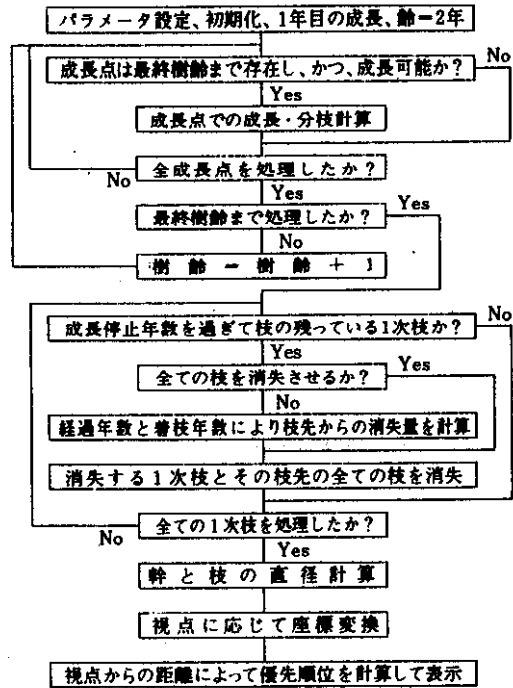 パラメータ設定、初期化、1年目の成長、齢=2年
No
成長点は最終樹齢まで存在し、かつ、成長可能か?
Yes
成長点での成長・分枝計算
全成長点を処理したか?
No
Yes
最終樹齢まで処理したか?
Yes
No
樹齢=樹齢+1
No
成長停止年数を過ぎて枝の残っている1次枝か?
Yes
全ての枝を消失させるか?
Yes
No
経過年数と着枝年数により枝先からの消失量を計算
消失する1次枝とその枝先の全ての枝を消失
全ての1次枝を処理したか?
No
Yes
幹と枝の直径計算
視点に応じて座標変換
視点からの距離によって優先順位を計算して表示